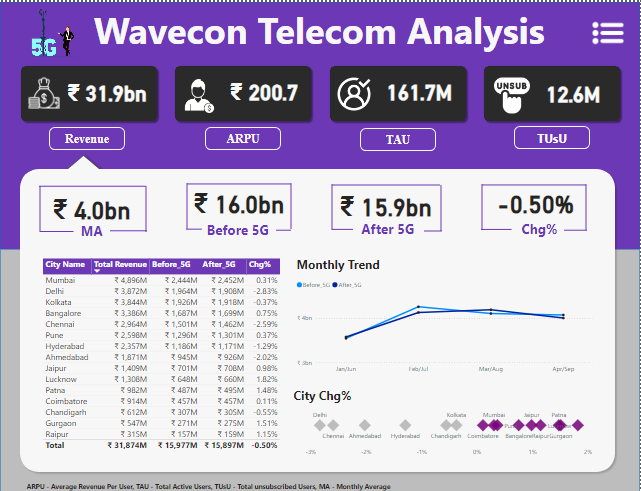 5G
Wavecon Telecom Analysis
₹ 31.9bn
₹ 200.7
161.7M
UNSUB
12.6M
Revenue
ARPU
TAU
TUsU
₹ 4.0bn
MA
₹ 16.0bn
Before 5G
₹ 15.9bn
After 5G
-0.50%
Chg%
City Name Total Revenue Before_5G After_5G Chg%
Mumbai ₹ 4,896M ₹ 2,444M ₹ 2,452M 0.31%
Delhi ₹ 3,872M ₹ 1,964M ₹ 1,908M -2.83%
Kolkata ₹ 3,844M ₹ 1,926M ₹ 1,918M -0.37%
Bangalore ₹ 3,386M ₹ 1,687M ₹ 1,699M 0.75%
Chennai ₹ 2,964M ₹ 1,501M ₹ 1,462M -2.59%
Pune ₹ 2,598M ₹ 1,296M ₹ 1,301M 0.37%
Hyderabad ₹ 2,357M ₹ 1,186M ₹ 1,171M -1.29%
Ahmedabad ₹ 1,871M ₹ 945M ₹ 926M -2.02%
Jaipur ₹ 1,409M ₹ 701M ₹ 708M 0.98%
Lucknow ₹ 1,308M ₹ 648M ₹ 660M 1.82%
Patna ₹ 982M ₹ 487M ₹ 495M 1.48%
Coimbatore ₹ 914M ₹ 457M ₹ 457M 0.11%
Chandigarh ₹ 612M ₹ 307M ₹ 305M -0.55%
Gurgaon ₹ 547M ₹ 271M ₹ 275M 1.51%
Raipur ₹ 315M ₹ 157M ₹ 159M 1.15%
Total ₹ 31,874M ₹ 15,977M ₹ 15,897M -0.50%
Monthly Trend
Before_5G After_5G
₹ 4bn
₹ 3bn
Jan/Jun Feb/Jul Mar/Aug Apr/Sep
City Chg%
Delhi Kolkata Mumbai Jaipur Patna
Chennai Ahmedabad Hyderabad Chandigarh Coimbatore Bangalore Raipur Gurgaon
-3% -2% -1% 0% 1% 2%
ARPU - Average Revenue Per User, TAU - Total Active Users, TUsU - Total unsubscribed Users, MA - Monthly Average